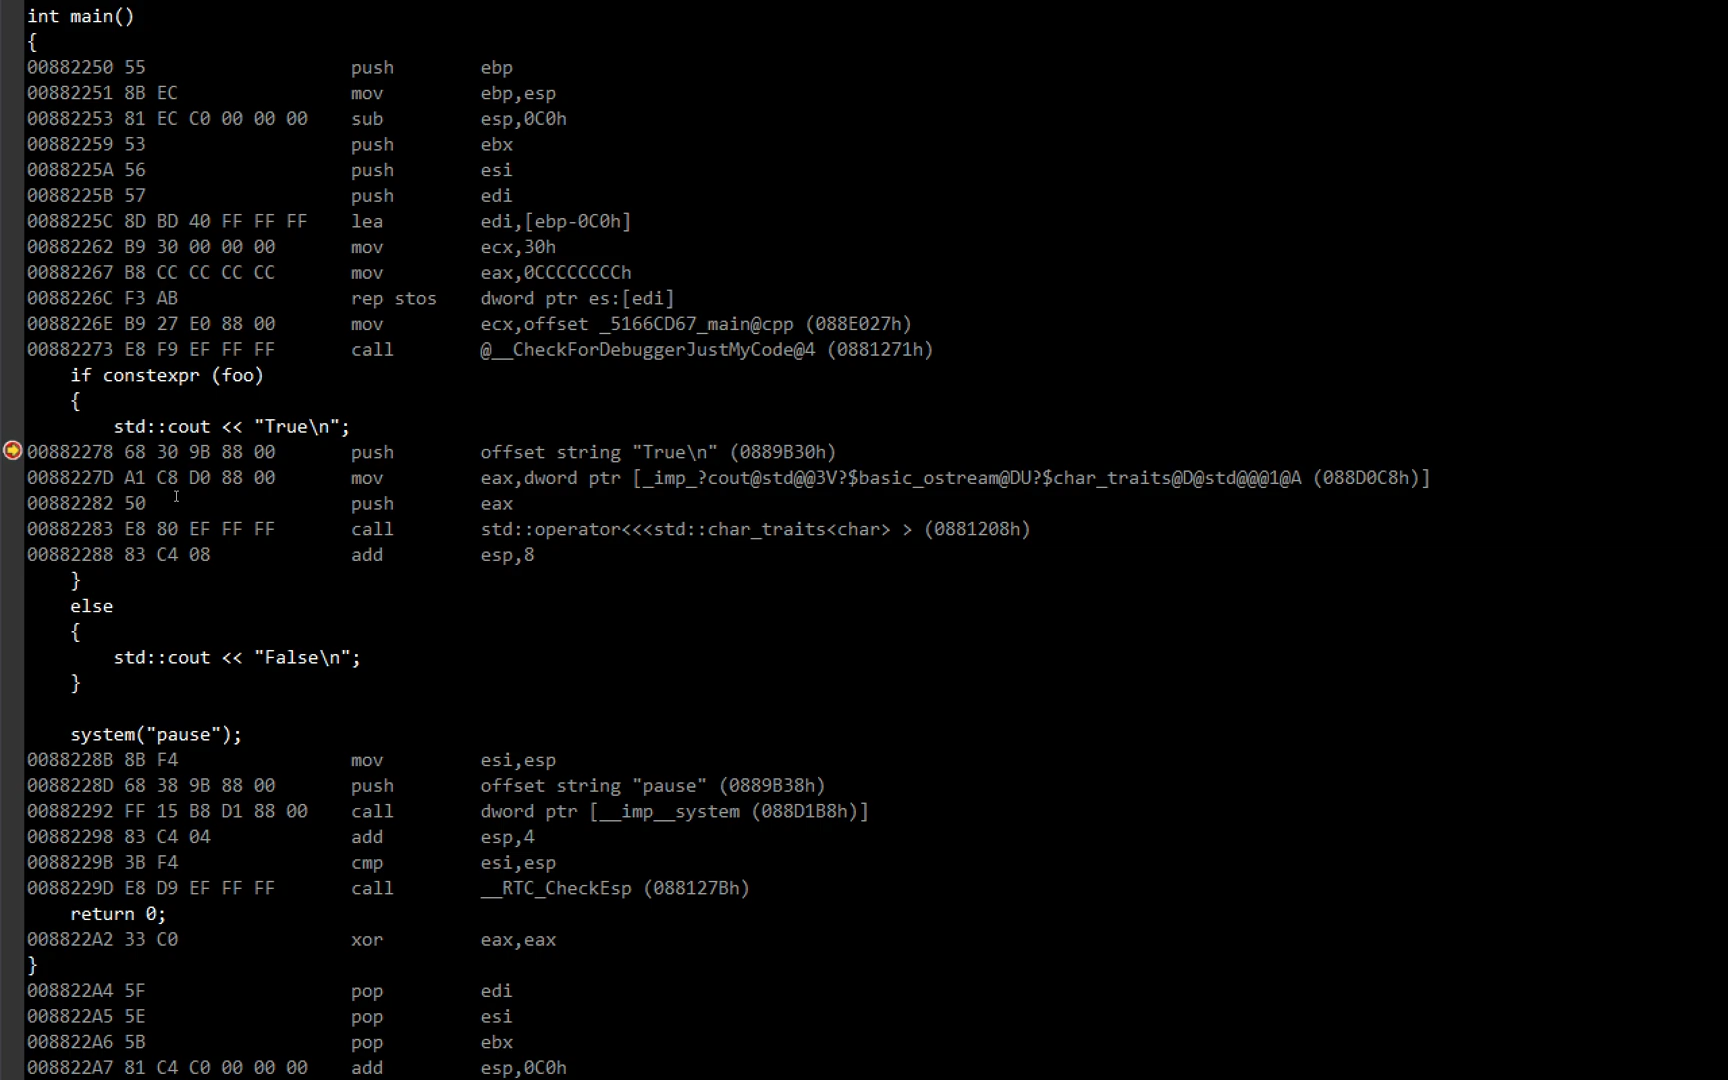 int main()
{
00882250 55 push ebp
00882251 8B EC mov ebp,esp
00882253 81 EC C0 00 00 00 sub esp,0C0h
00882259 53 push ebx
0088225A 56 push esi
0088225B 57 push edi
0088225C 8D BD 40 FF FF FF lea edi,[ebp-0C0h]
00882262 B9 30 00 00 00 mov ecx,30h
00882267 B8 CC CC CC CC mov eax,0CCCCCCCCh
0088226C F3 AB rep stos dword ptr es:[edi]
0088226E B9 27 E0 88 00 mov ecx,offset _5166CD67_main@cpp (088E027h)
00882273 E8 F9 EF FF FF call @__CheckForDebuggerJustMyCode@4 (0881271h)
if constexpr (foo)
{
std::cout << "True\n";
00882278 68 30 9B 88 00 push offset string "True\n" (0889B30h)
0088227D A1 C8 D0 88 00 mov eax,dword ptr [_imp_?cout@std@@3V?$basic_ostream@DU?$char_traits@D@std@@@1@A (088D0C8h)]
00882282 50 push eax
00882283 E8 80 EF FF FF call std::operator<<<std::char_traits<char> > (0881208h)
00882288 83 C4 08 add esp,8
}
else
{
std::cout << "False\n";
}
system("pause");
0088228B 8B F4 mov esi,esp
0088228D 68 38 9B 88 00 push offset string "pause" (0889B38h)
00882292 FF 15 B8 D1 88 00 call dword ptr [__imp__system (088D1B8h)]
00882298 83 C4 04 add esp,4
0088229B 3B F4 cmp esi,esp
0088229D E8 D9 EF FF FF call __RTC_CheckEsp (088127Bh)
return 0;
008822A2 33 C0 xor eax,eax
}
008822A4 5F pop edi
008822A5 5E pop esi
008822A6 5B pop ebx
008822A7 81 C4 C0 00 00 00 add esp,0C0h